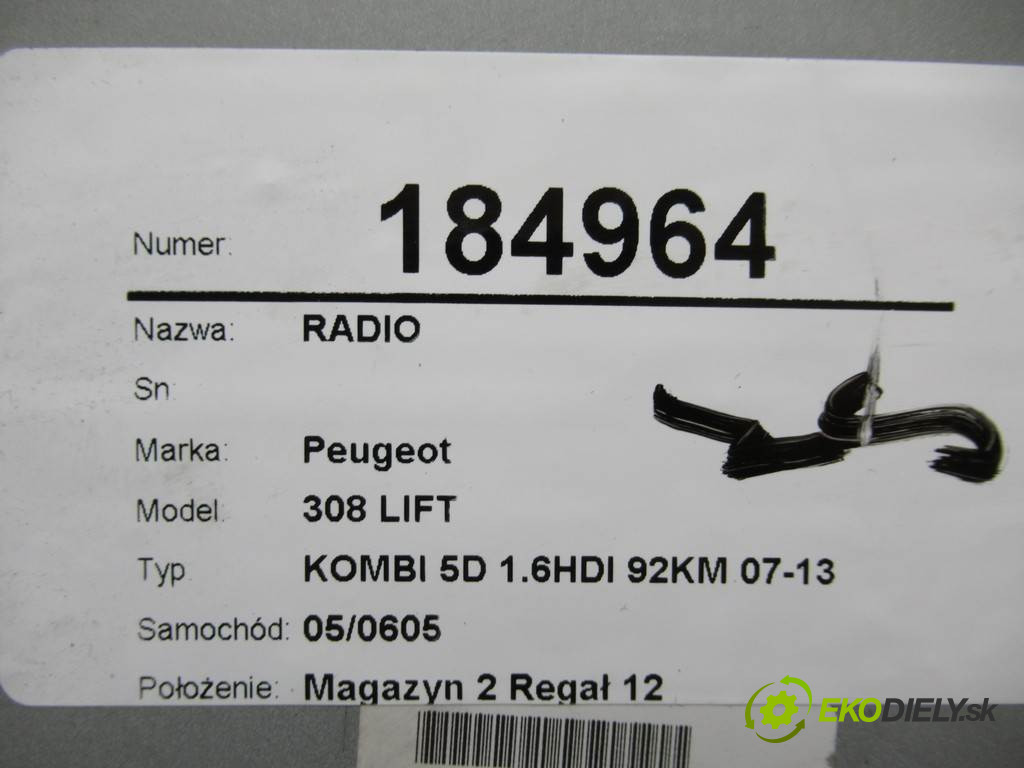 Numer: 184964
Nazwa: RADIO
Sn:
Marka: Peugeot
Model: 308 LIFT
Typ KOMBI 5D 1.6HDI 92KM 07-13
Samochód: 05/0605
Położenie: Magazyn 2 Regał 12
EKODIELY.sk